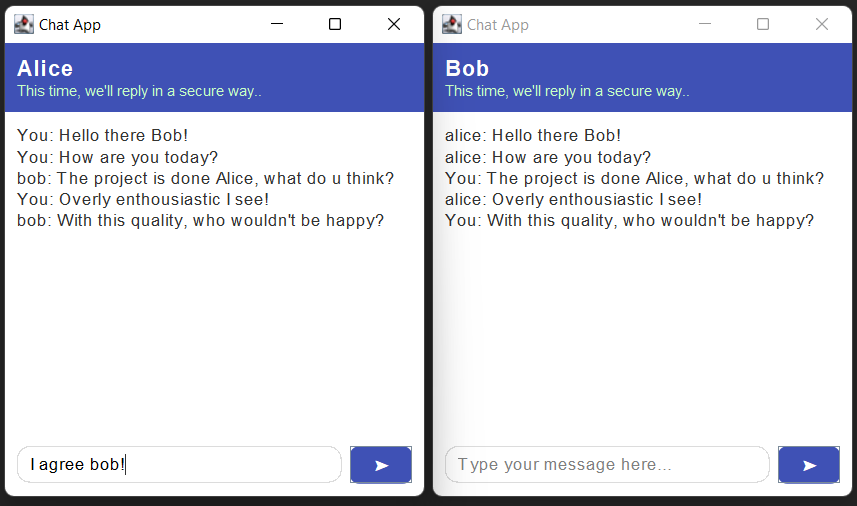 Chat App
Alice
This time, we'll reply in a secure way..
You: Hello there Bob!
You: How are you today?
bob: The project is done Alice, what do u think?
You: Overly enthousiastic I see!
bob: With this quality, who wouldn't be happy?
I agree bob!
Chat App
Bob
This time, we'll reply in a secure way..
alice: Hello there Bob!
alice: How are you today?
You: The project is done Alice, what do u think?
alice: Overly enthousiastic I see!
You: With this quality, who wouldn't be happy?
Type your message here...